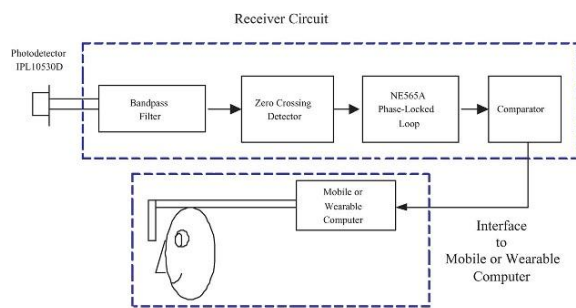 Receiver Circuit
Photodetector
IPL10530D
Bandpass
Filter
Zero Crossing
Detector
NE565A
Phase-Locked
Loop
Comparator
Mobile or
Wearable
Computer
Interface
to
Mobile or Wearable
Computer